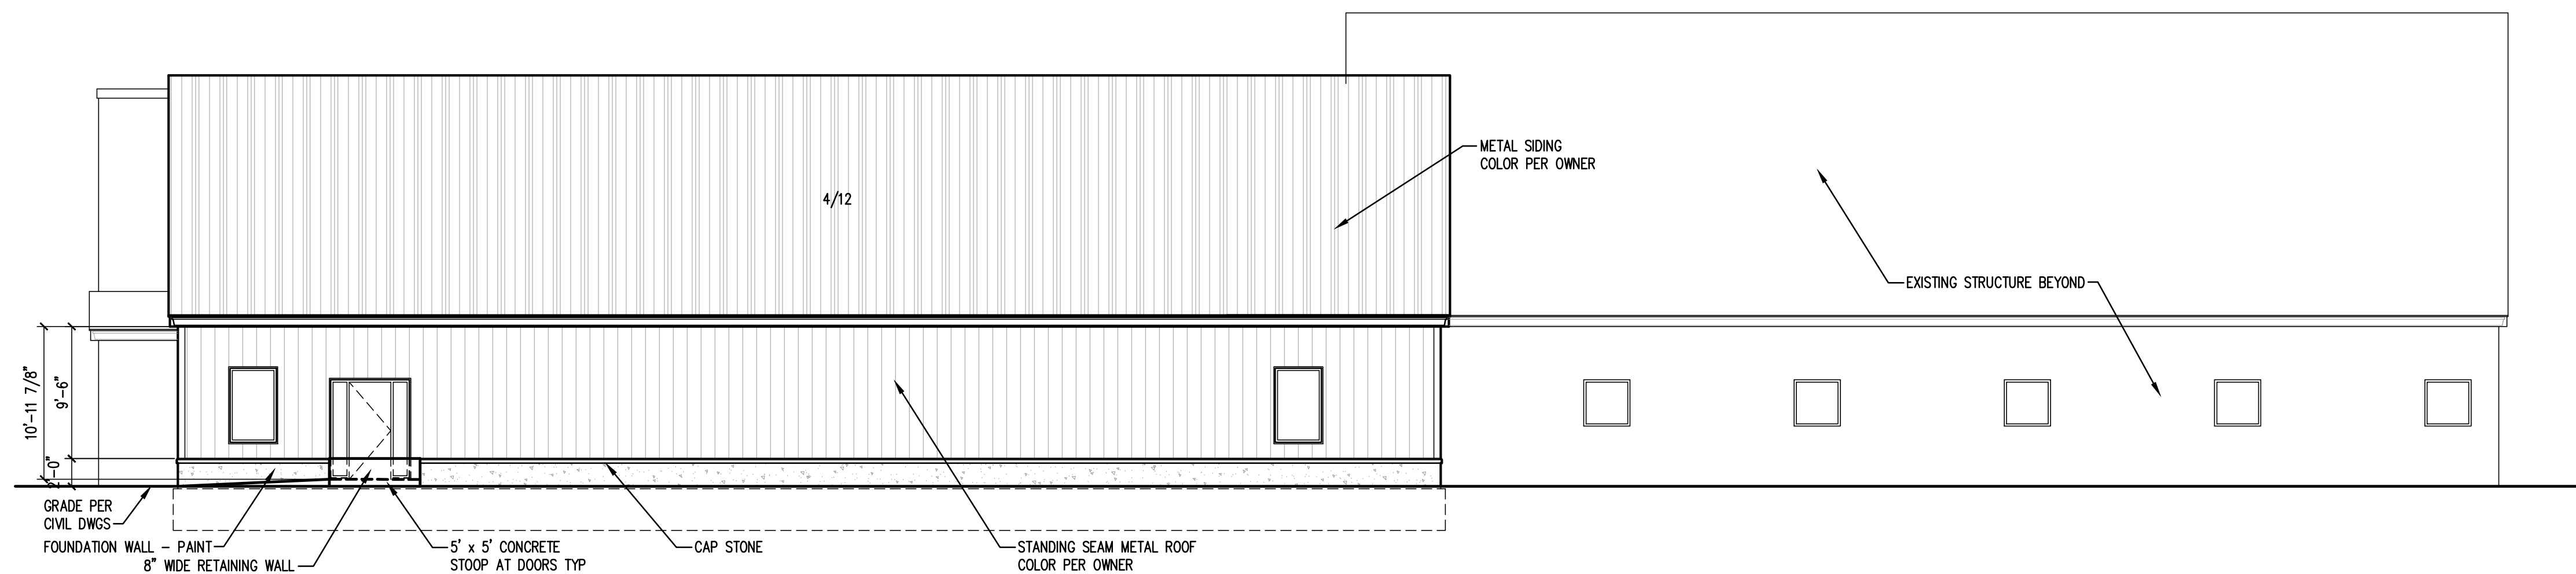 METAL SIDING
COLOR PER OWNER
4/12
EXISTING STRUCTURE BEYOND
10'-11 7/8"
9'-6"
-0"
GRADE PER
CIVIL DWGS
FOUNDATION WALL – PAINT
8" WIDE RETAINING WALL
5' x 5' CONCRETE
STOOP AT DOORS TYP
CAP STONE
STANDING SEAM METAL ROOF
COLOR PER OWNER